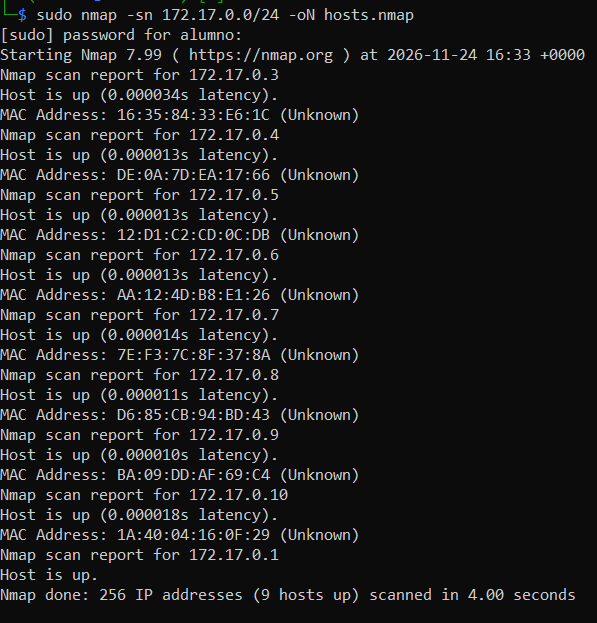 $ sudo nmap -sn 172.17.0.0/24 -oN hosts.nmap
[sudo] password for alumno:
Starting Nmap 7.99 ( https://nmap.org ) at 2026-11-24 16:33 +0000
Nmap scan report for 172.17.0.3
Host is up (0.000034s latency).
MAC Address: 16:35:84:33:E6:1C (Unknown)
Nmap scan report for 172.17.0.4
Host is up (0.000013s latency).
MAC Address: DE:0A:7D:EA:17:66 (Unknown)
Nmap scan report for 172.17.0.5
Host is up (0.000013s latency).
MAC Address: 12:D1:C2:CD:0C:DB (Unknown)
Nmap scan report for 172.17.0.6
Host is up (0.000013s latency).
MAC Address: AA:12:4D:B8:E1:26 (Unknown)
Nmap scan report for 172.17.0.7
Host is up (0.000014s latency).
MAC Address: 7E:F3:7C:8F:37:8A (Unknown)
Nmap scan report for 172.17.0.8
Host is up (0.000011s latency).
MAC Address: D6:85:CB:94:BD:43 (Unknown)
Nmap scan report for 172.17.0.9
Host is up (0.000010s latency).
MAC Address: BA:09:DD:AF:69:C4 (Unknown)
Nmap scan report for 172.17.0.10
Host is up (0.000018s latency).
MAC Address: 1A:40:04:16:0F:29 (Unknown)
Nmap scan report for 172.17.0.1
Host is up.
Nmap done: 256 IP addresses (9 hosts up) scanned in 4.00 seconds